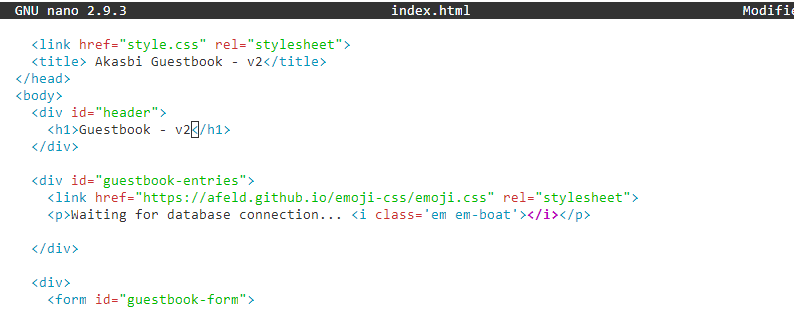 GNU nano 2.9.3 index.html Modifie
<link href="style.css" rel="stylesheet">
<title> Akasbi Guestbook - v2</title>
</head>
<body>
<div id="header">
<h1>Guestbook - v2</h1>
</div>
<div id="guestbook-entries">
<link href="https://afeld.github.io/emoji-css/emoji.css" rel="stylesheet">
<p>Waiting for database connection... <i class='em em-boat'></i></p>
</div>
<div>
<form id="guestbook-form">